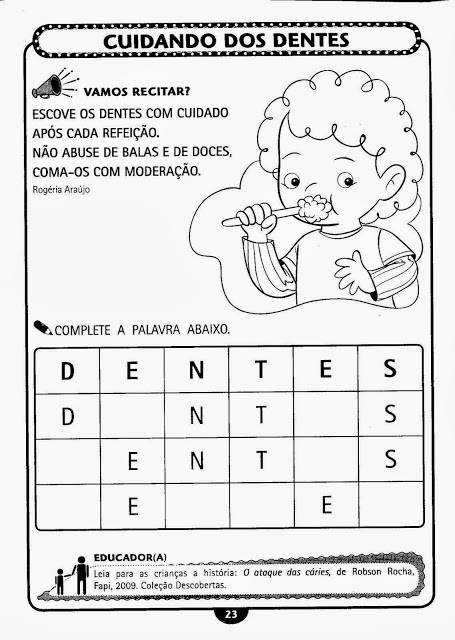 CUIDANDO DOS DENTES
VAMOS RECITAR?
ESCOVE OS DENTES COM CUIDADO
APÓS CADA REFEIÇÃO.
NÃO ABUSE DE BALAS E DE DOCES,
COMA-OS COM MODERAÇÃO.
Rogéria Araújo
COMPLETE A PALAVRA ABAIXO.
D E N T E S
D N T S
E N T S
E E
EDUCADOR(A)
Leia para as crianças a história: O ataque das cáries, de Robson Rocha,
Fapi, 2009. Coleção Descobertas.
23